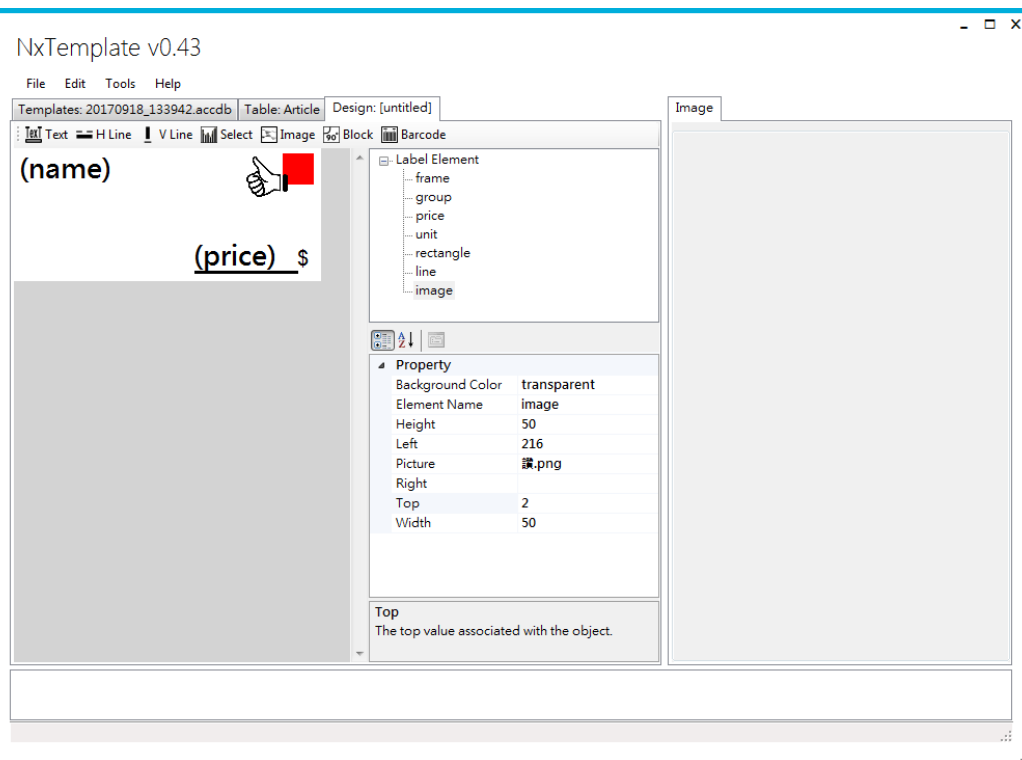 NxTemplate v0.43
File Edit Tools Help
Templates: 20170918_133942.accdb Table: Article Design: [untitled] Image
Text Text H Line V Line Select Image 90° Block Barcode
(name)
(price) $
Label Element
frame
group
price
unit
rectangle
line
image
A Z
Property
Background Color transparent
Element Name image
Height 50
Left 216
Picture 讚.png
Right
Top 2
Width 50
Top
The top value associated with the object.